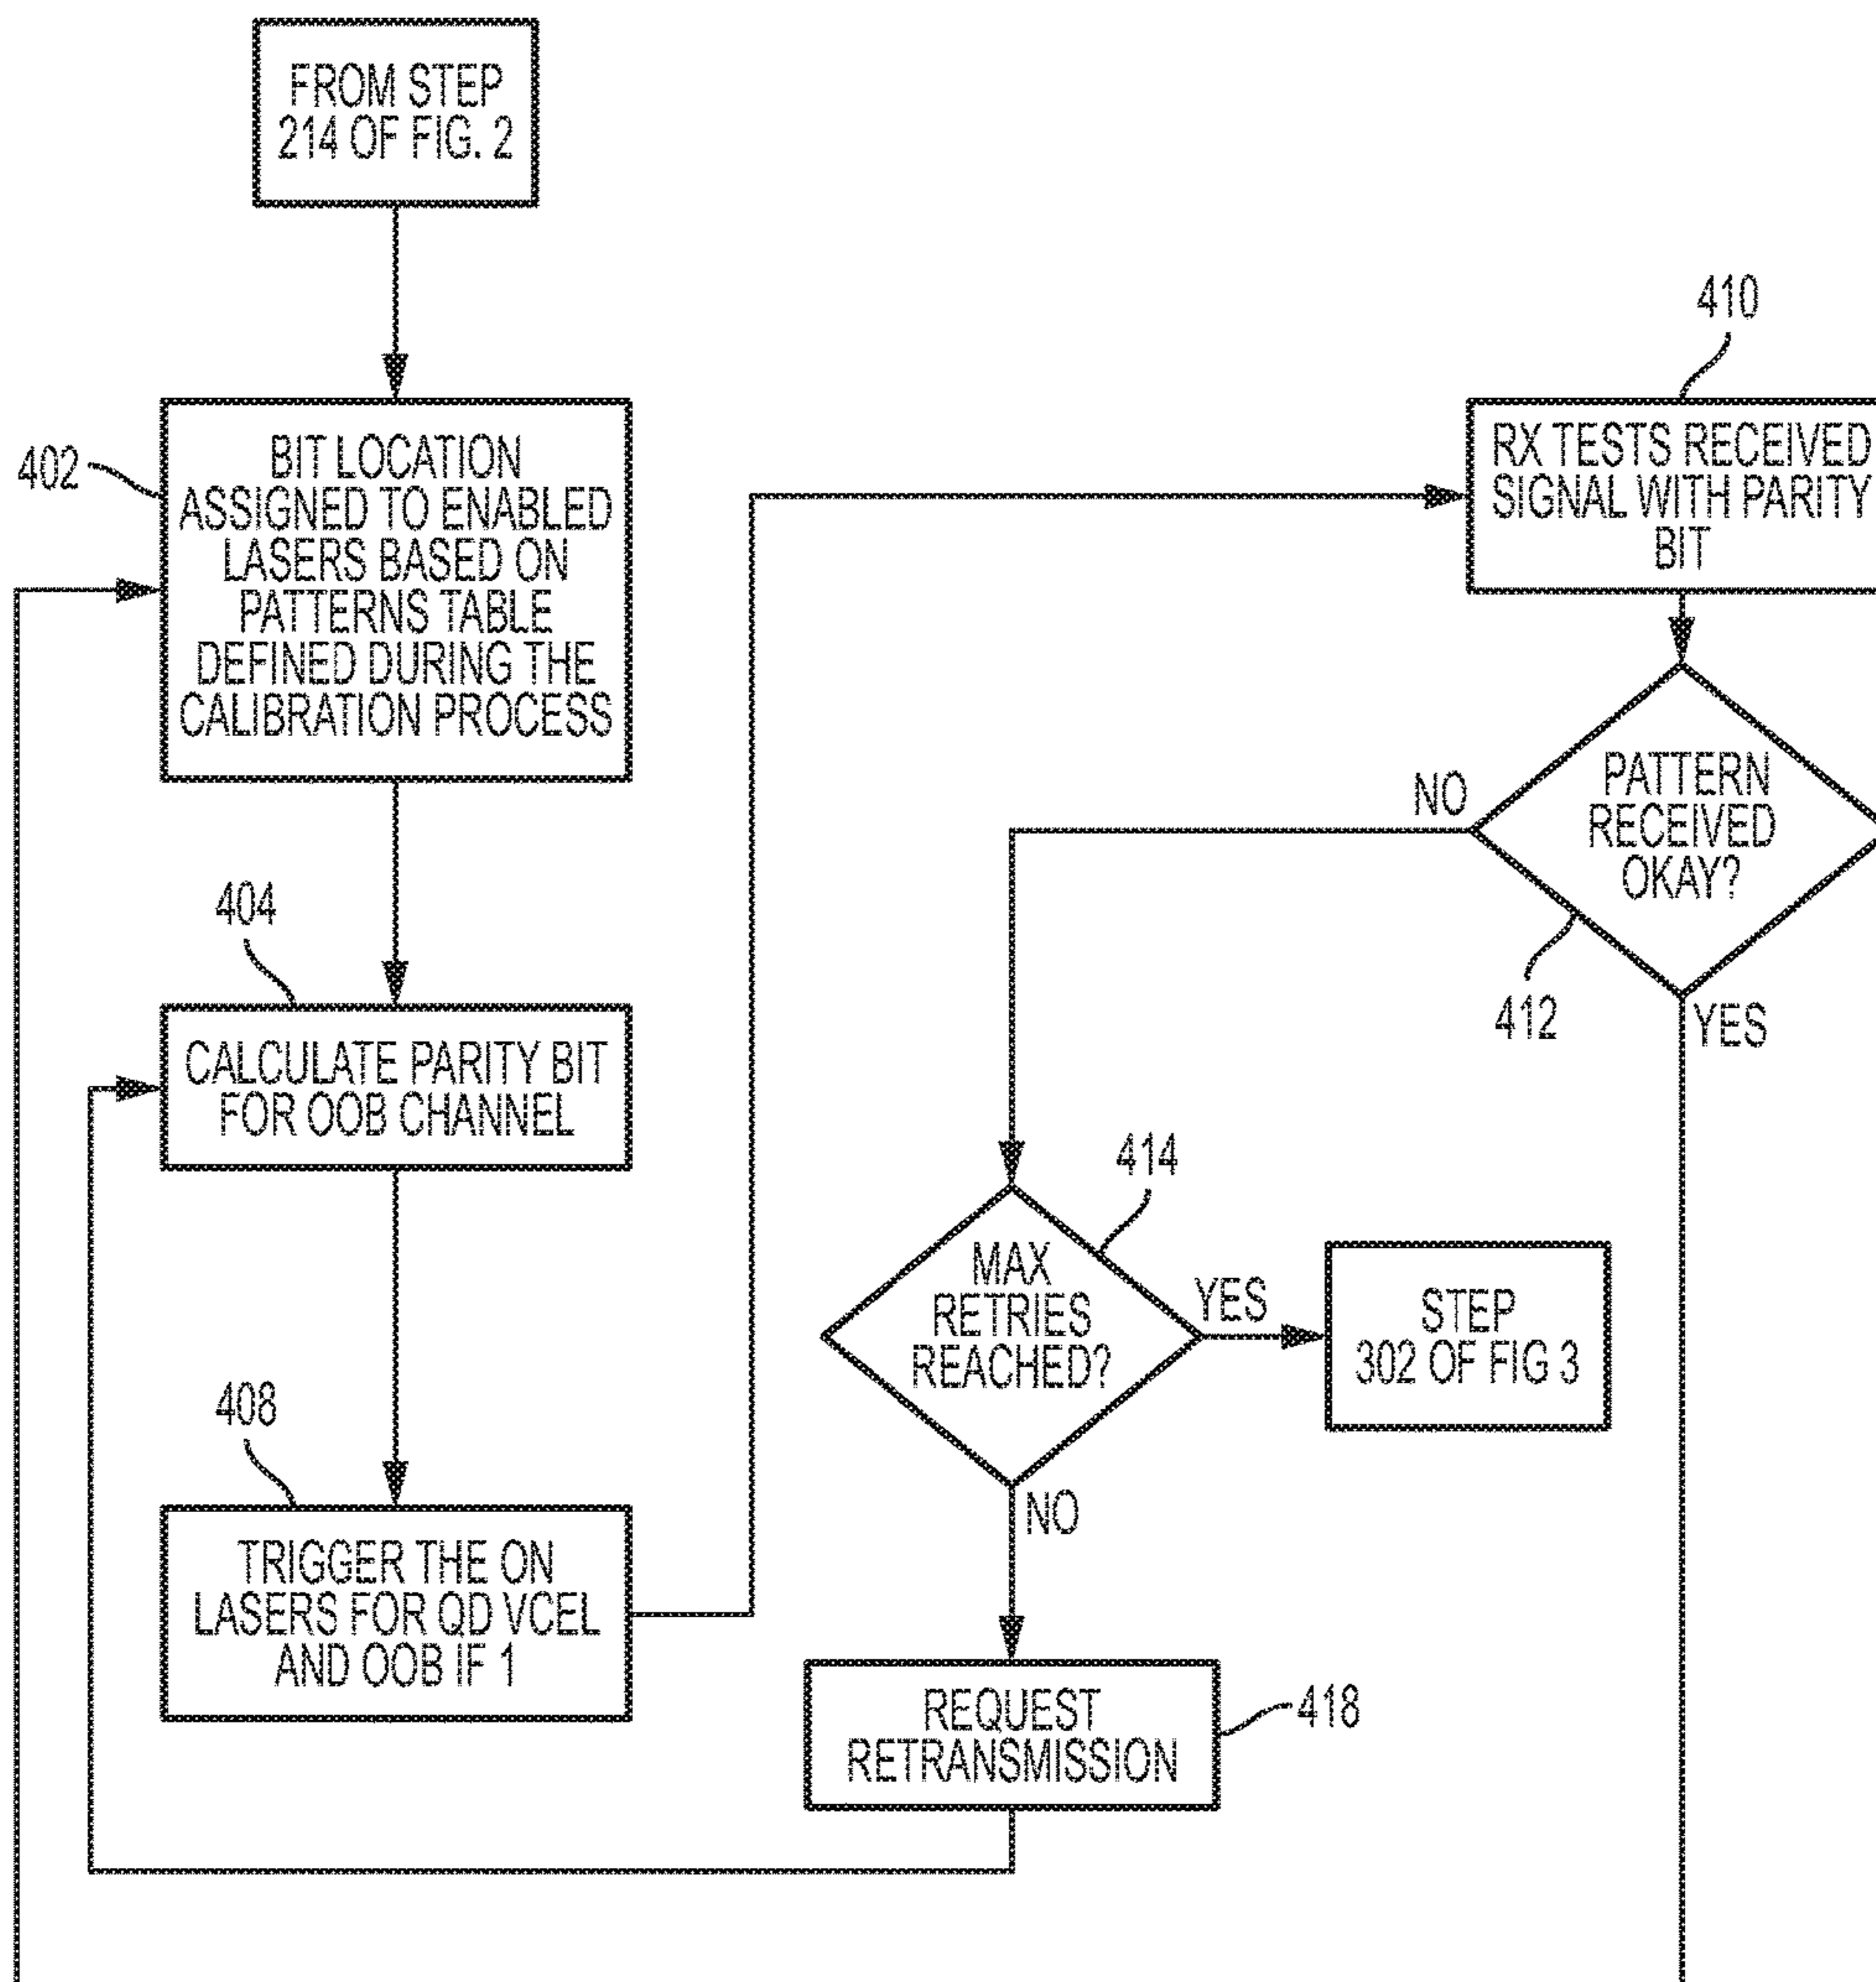 FROM STEP
214 OF FIG. 2
402
BIT LOCATION
ASSIGNED TO ENABLED
LASERS BASED ON
PATTERNS TABLE
DEFINED DURING THE
CALIBRATION PROCESS
404
CALCULATE PARITY BIT
FOR OOB CHANNEL
408
TRIGGER THE ON
LASERS FOR QD VCEL
AND OOB IF 1
410
RX TESTS RECEIVED
SIGNAL WITH PARITY
BIT
PATTERN
RECEIVED
OKAY?
NO
412
YES
414
MAX
RETRIES
REACHED?
YES
STEP
302 OF FIG 3
NO
REQUEST
RETRANSMISSION
418